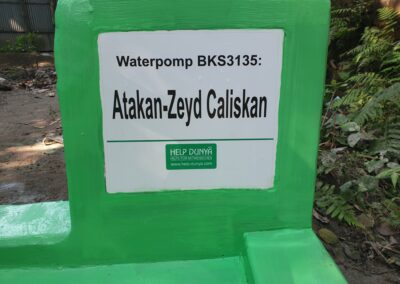 Waterpomp BKS3135:
Atakan-Zeyd Caliskan
HELP DUNYA
www.help-dunya.com